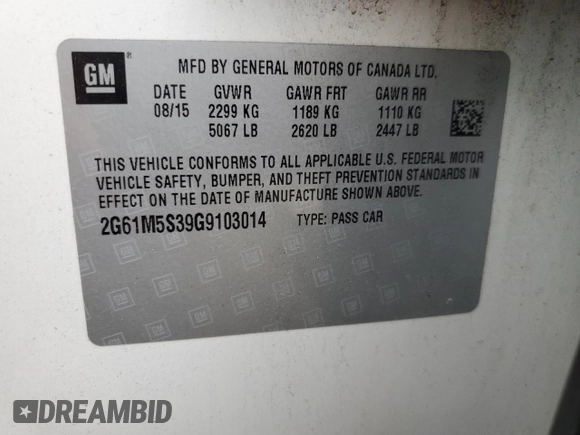 GM
MFD BY GENERAL MOTORS OF CANADA LTD.
DATE GVWR GAWR FRT GAWR RR
08/15 2299 KG 1189 KG 1110 KG
5067 LB 2620 LB 2447 LB
THIS VEHICLE CONFORMS TO ALL APPLICABLE U.S. FEDERAL MOTOR
VEHICLE SAFETY, BUMPER, AND THEFT PREVENTION STANDARDS IN
EFFECT ON THE DATE OF MANUFACTURE SHOWN ABOVE.
2G61M5S39G9103014 TYPE: PASS CAR
DREAMBID